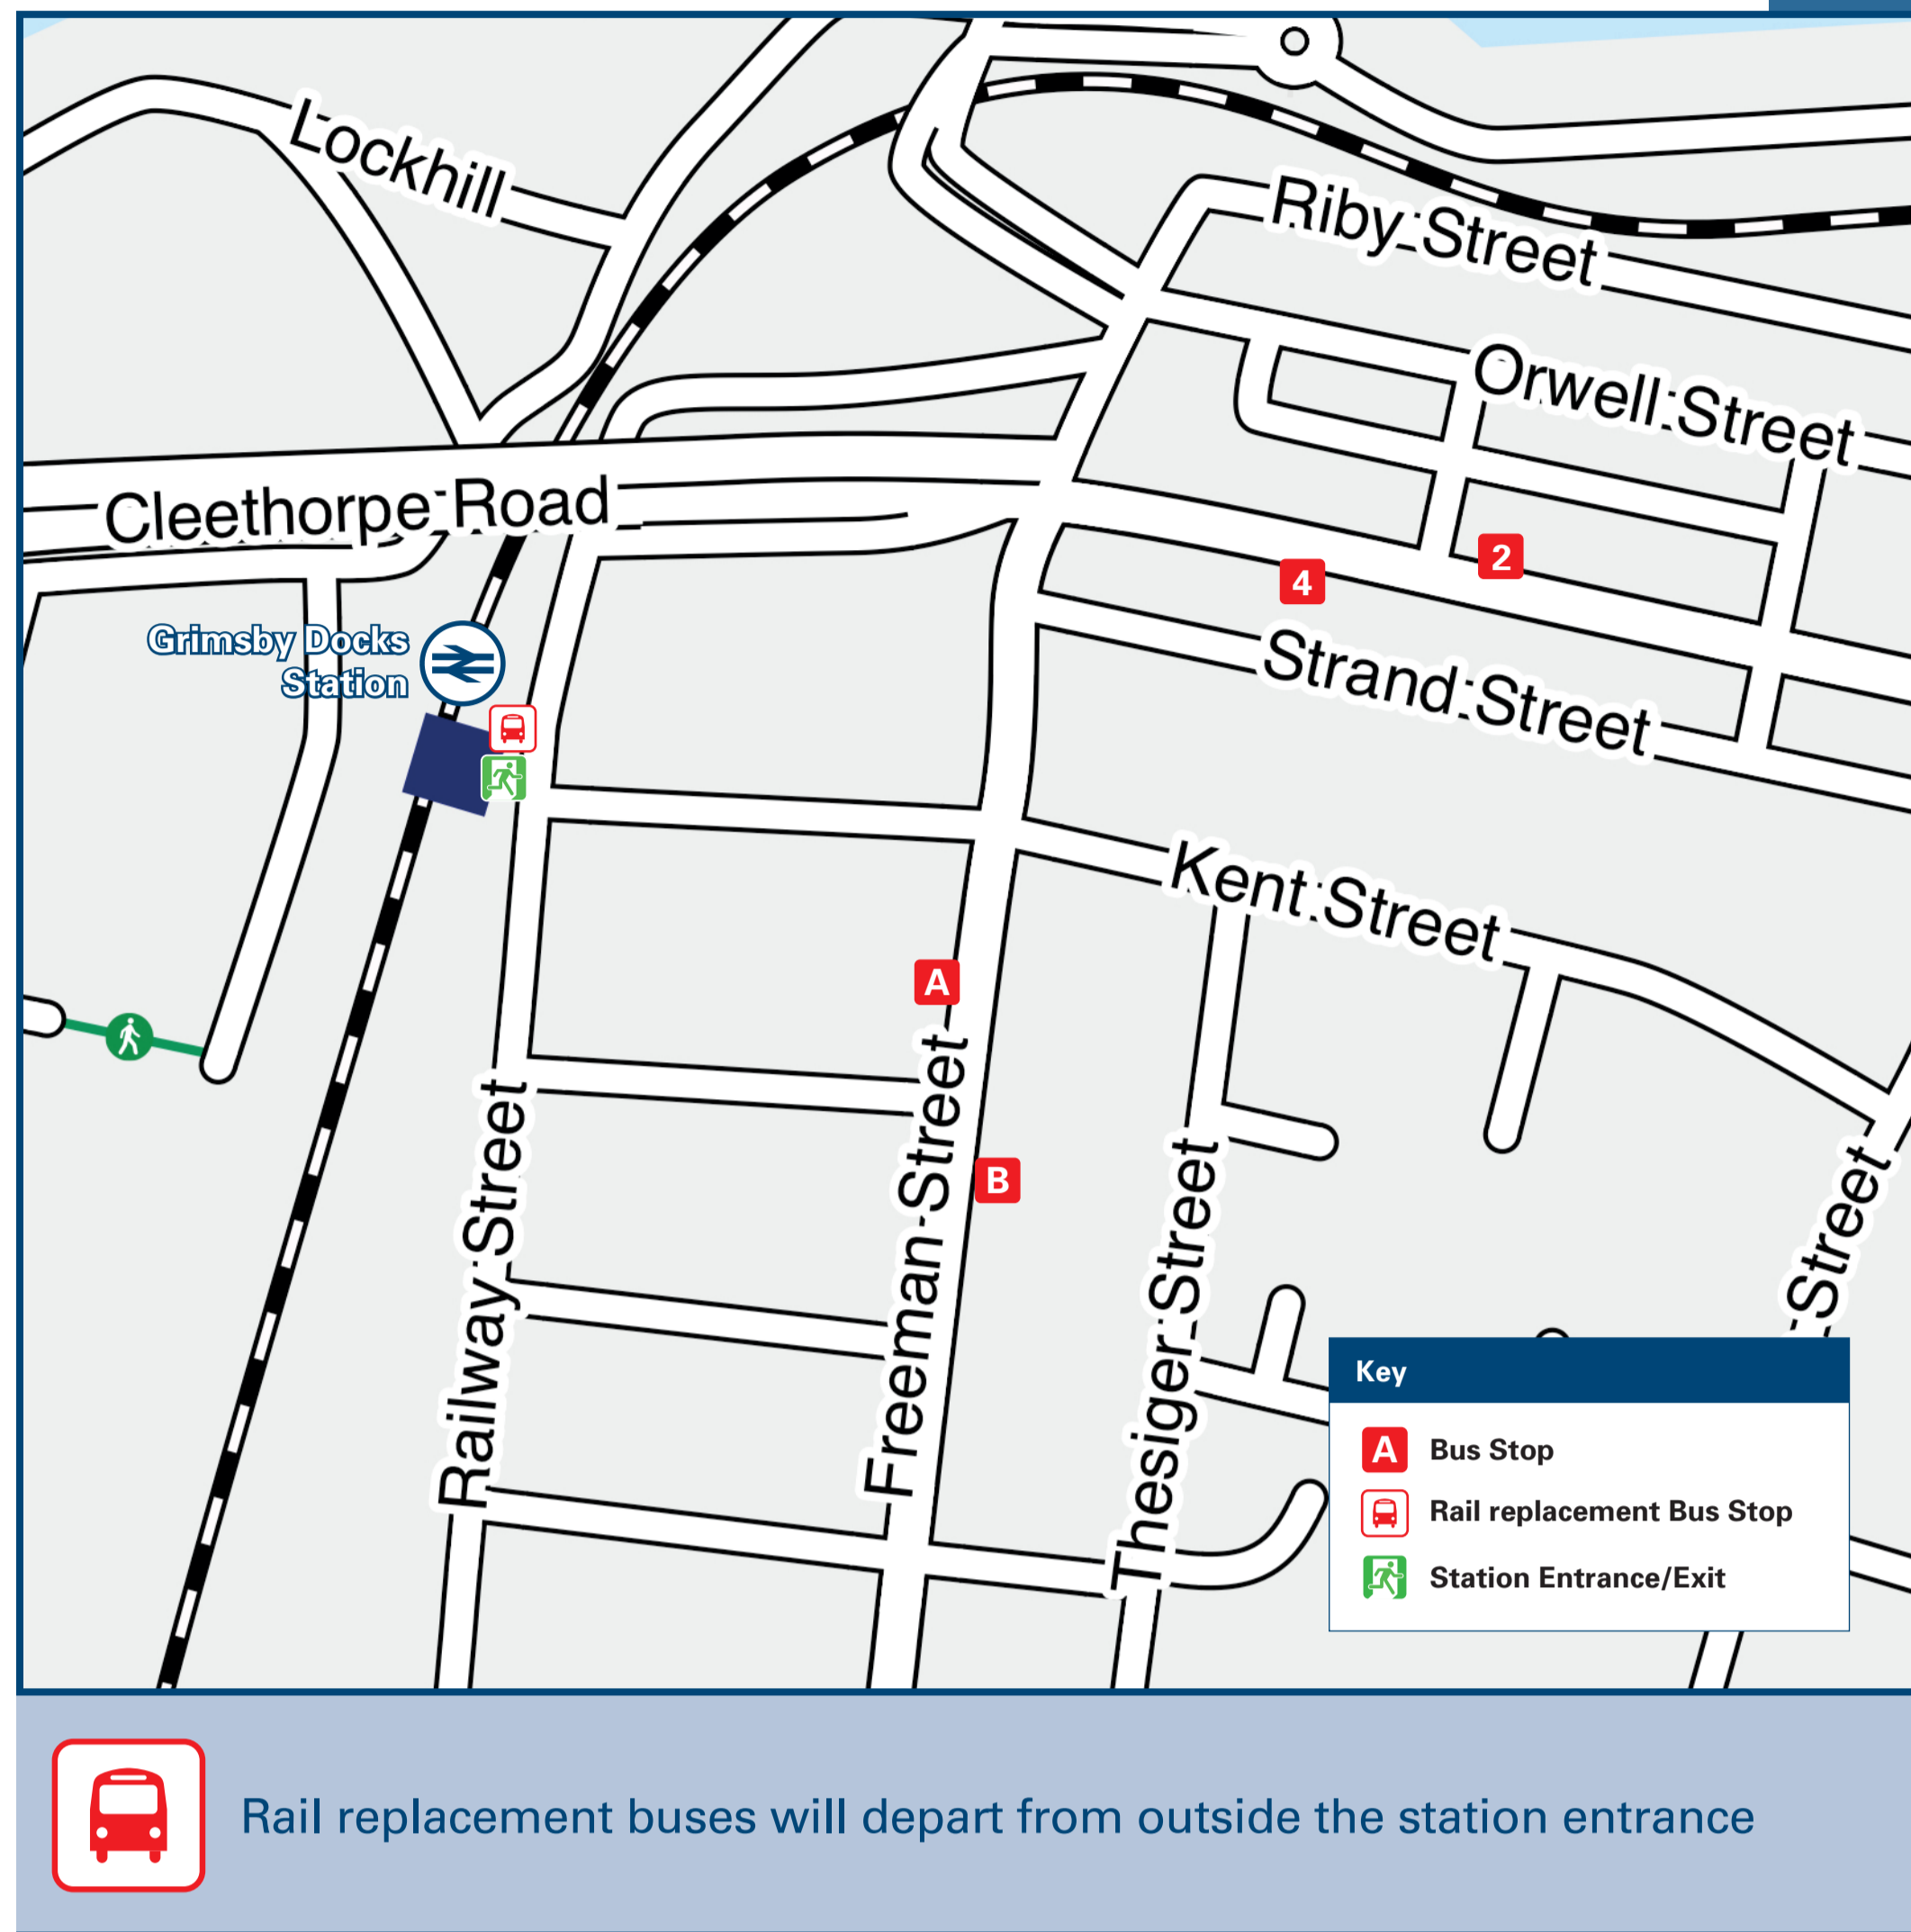 Lockhill
Riby Street
Orwell Street
Cleethorpe Road
2
4
Grimsby Docks
Station
Strand Street
Kent Street
A
B
Railway Street
Freeman Street
Thesiger Street
Street
Key
A Bus Stop
Rail replacement Bus Stop
Station Entrance/Exit
Rail replacement buses will depart from outside the station entrance